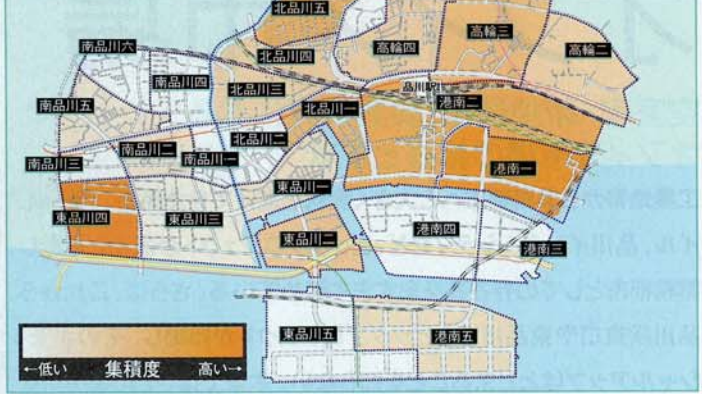 北品川五
北品川四
高輪四
高輪三
高輪二
南品川六
南品川四
北品川三
品川駅
港南二
南品川五
北品川一
南品川三
南品川二
南品川一
北品川二
港南一
東品川一
東品川四
東品川三
東品川二
港南四
港南三
東品川五
港南五
←低い 集積度 高い→